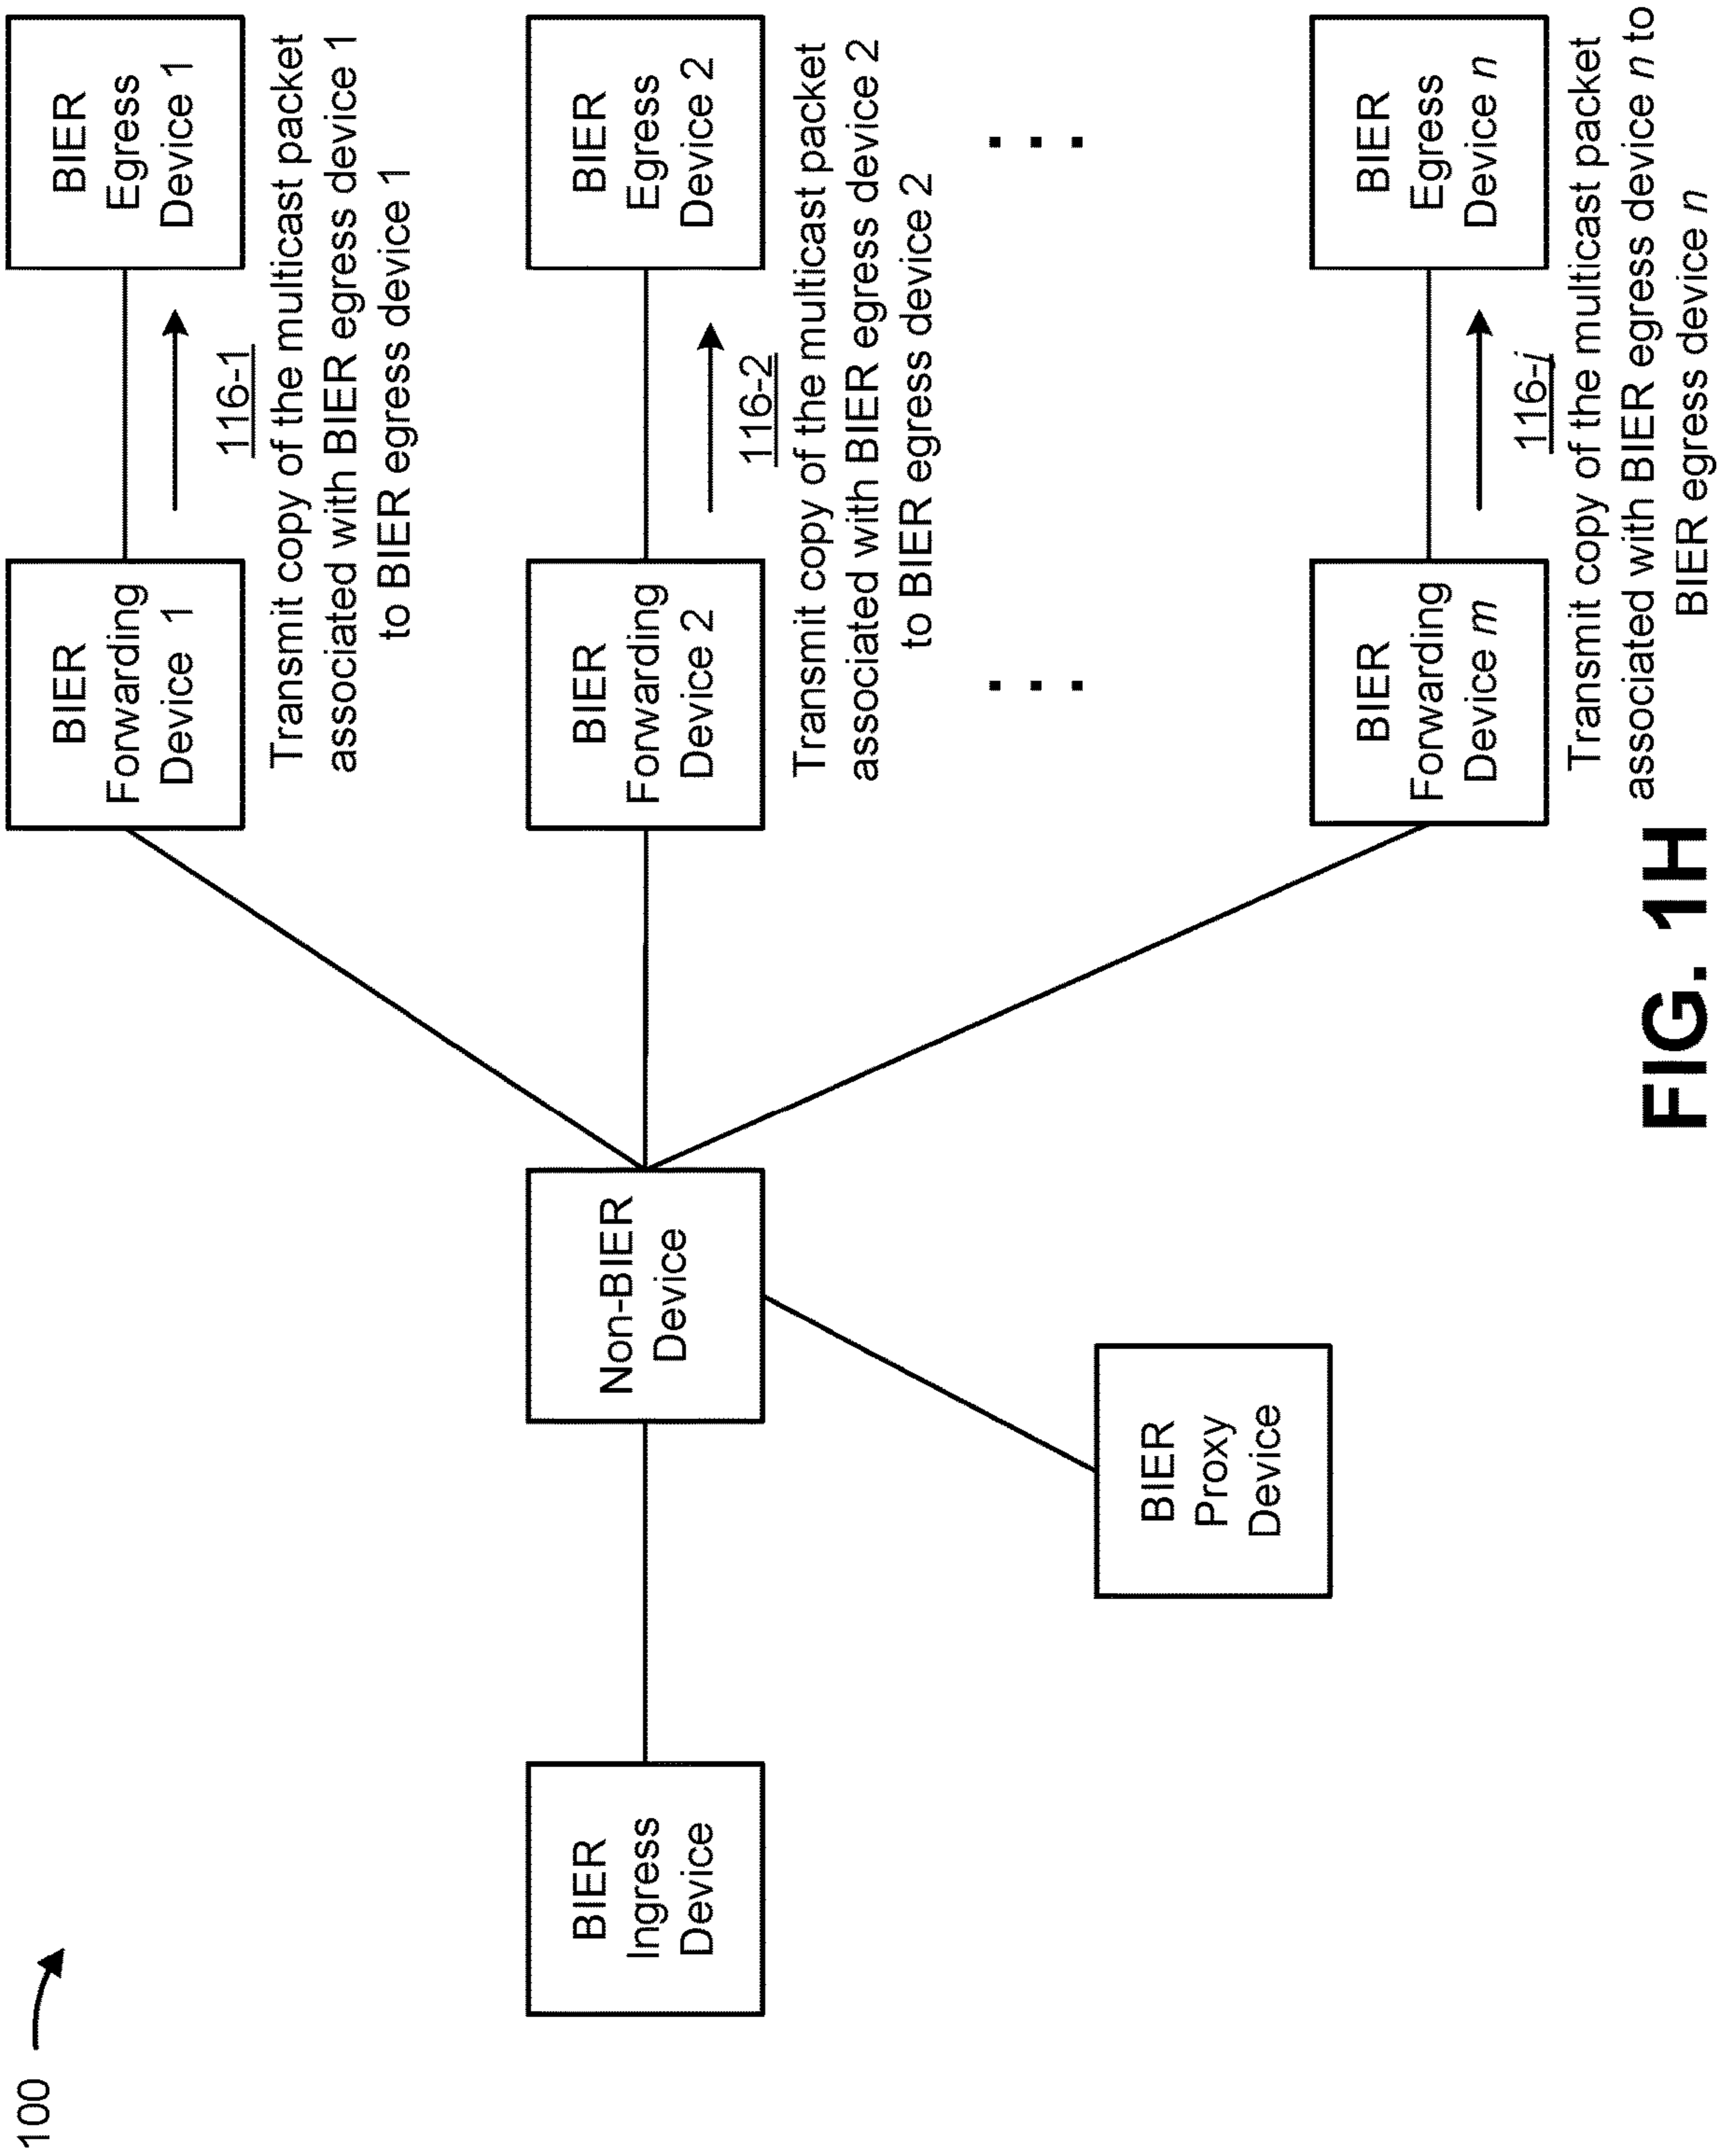 100
BIER
Ingress
Device
Non-BIER
Device
BIER
Proxy
Device
BIER
Forwarding
Device 1
BIER
Egress
Device 1
116-1
Transmit copy of the multicast packet
associated with BIER egress device 1
to BIER egress device 1
BIER
Forwarding
Device 2
BIER
Egress
Device 2
116-2
Transmit copy of the multicast packet
associated with BIER egress device 2
to BIER egress device 2
BIER
Forwarding
Device m
BIER
Egress
Device n
116-j
Transmit copy of the multicast packet
associated with BIER egress device n to
BIER egress device n
FIG. 1H